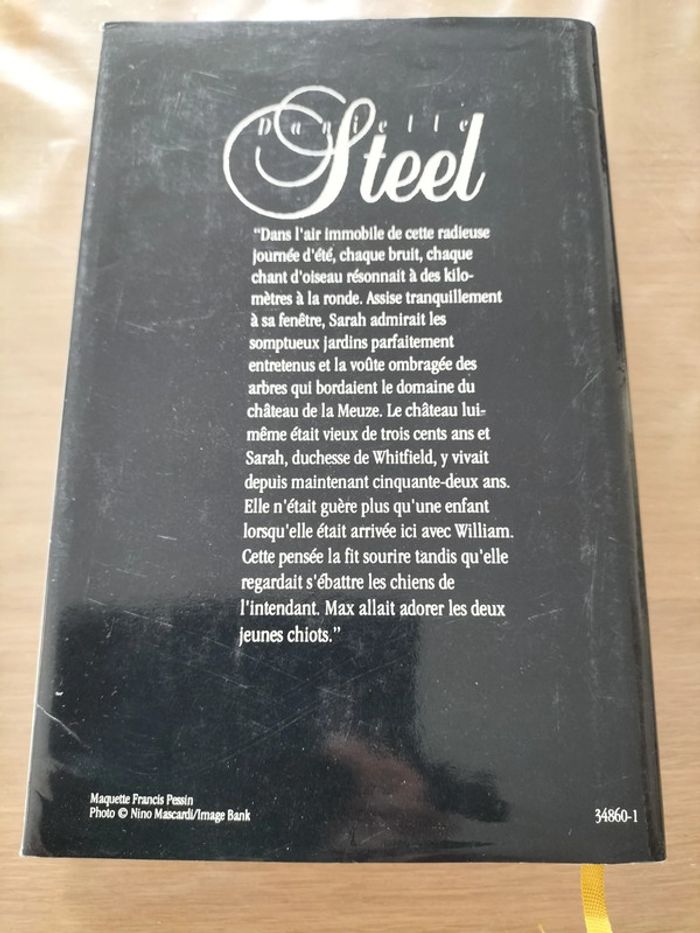 Danielle
Steel
"Dans l'air immobile de cette radieuse
journée d'été, chaque bruit, chaque
chant d'oiseau résonnait à des kilo-
mètres à la ronde. Assise tranquillement
à sa fenêtre, Sarah admirait les
somptueux jardins parfaitement
entretenus et la voûte ombragée des
arbres qui bordaient le domaine du
château de la Meuze. Le château lui-
même était vieux de trois cents ans et
Sarah, duchesse de Whitfield, y vivait
depuis maintenant cinquante-deux ans.
Elle n'était guère plus qu'une enfant
lorsqu'elle était arrivée ici avec William.
Cette pensée la fit sourire tandis qu'elle
regardait s'ébattre les chiens de
l'intendant. Max allait adorer les deux
jeunes chiots."
Maquette Francis Pessin
Photo © Nino Mascardi/Image Bank
34860-1